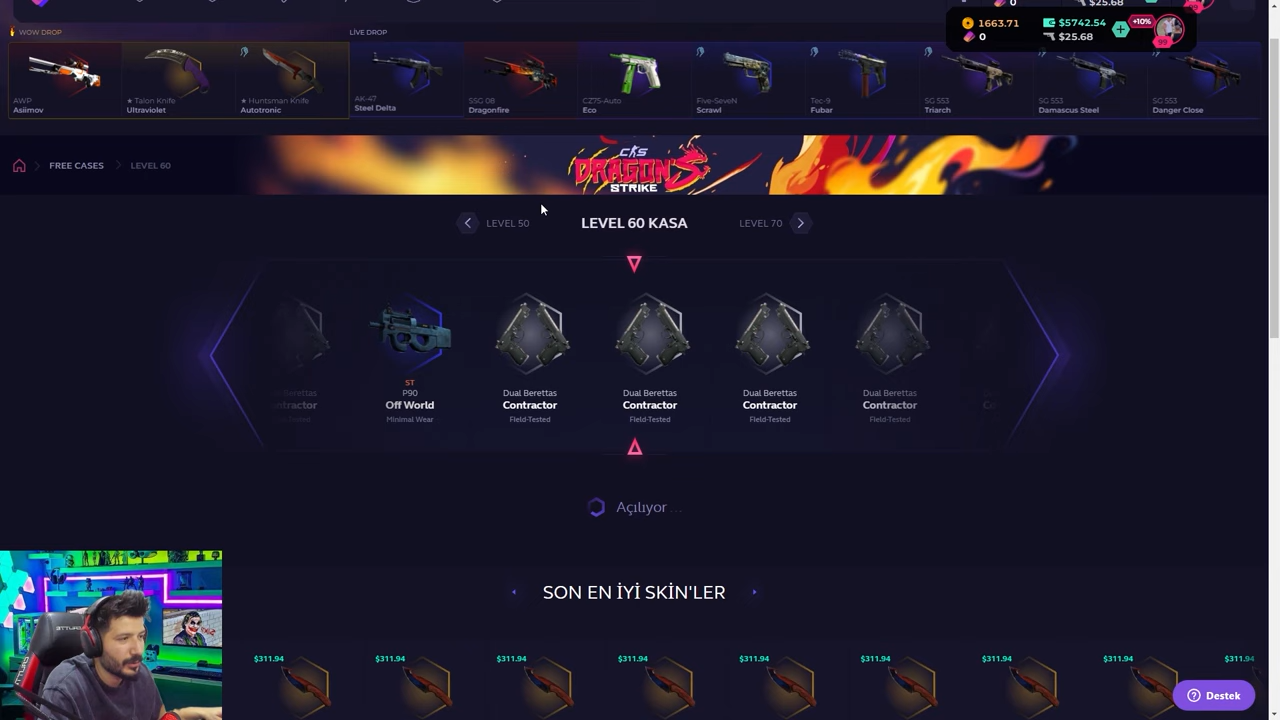 0
$25.68
WOW DROP
LIVE DROP
1663.71
$5742.54
+10%
0
$25.68
99
AWP
Asiimov
★ Talon Knife
Ultraviolet
★ Huntsman Knife
Autotronic
AK-47
Steel Delta
SSG 08
Dragonfire
CZ75-Auto
Eco
Five-SeveN
Scrawl
Tec-9
Fubar
SG 553
Triarch
SG 553
Damascus Steel
SG 553
Danger Close
FREE CASES
LEVEL 60
DRAGON'S
STRIKE
LEVEL 50
LEVEL 60 KASA
LEVEL 70
ST
P90
Off World
Minimal Wear
Dual Berettas
Contractor
Field-Tested
Dual Berettas
Contractor
Field-Tested
Dual Berettas
Contractor
Field-Tested
Dual Berettas
Contractor
Field-Tested
Açılıyor ...
SON EN İYİ SKİN'LER
$311.94
$311.94
$311.94
$311.94
$311.94
$311.94
$311.94
$311.94
$311.94
Destek